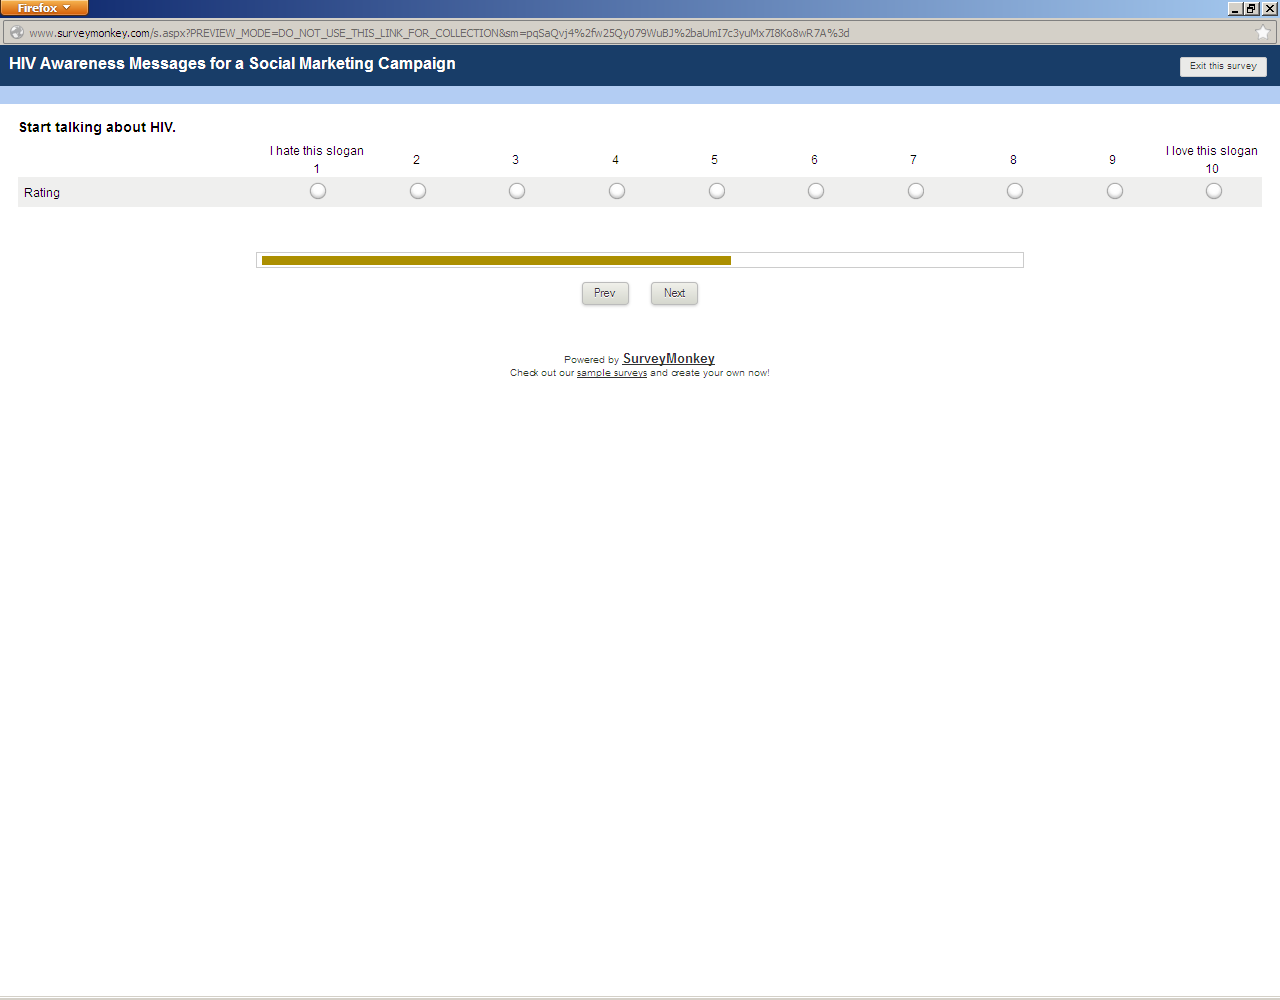 Firefox
www.surveymonkey.com/s.aspx?PREVIEW_MODE=DO_NOT_USE_THIS_LINK_FOR_COLLECTION&sm=pqSaQvj4%2fw25Qy079WuBJ%2baUmI7c3yuMx7I8Ko8wR7A%3d
HIV Awareness Messages for a Social Marketing Campaign
Exit this survey
Start talking about HIV.
I hate this slogan 1 2 3 4 5 6 7 8 9 I love this slogan 10
Rating
Prev Next
Powered by SurveyMonkey
Check out our sample surveys and create your own now!